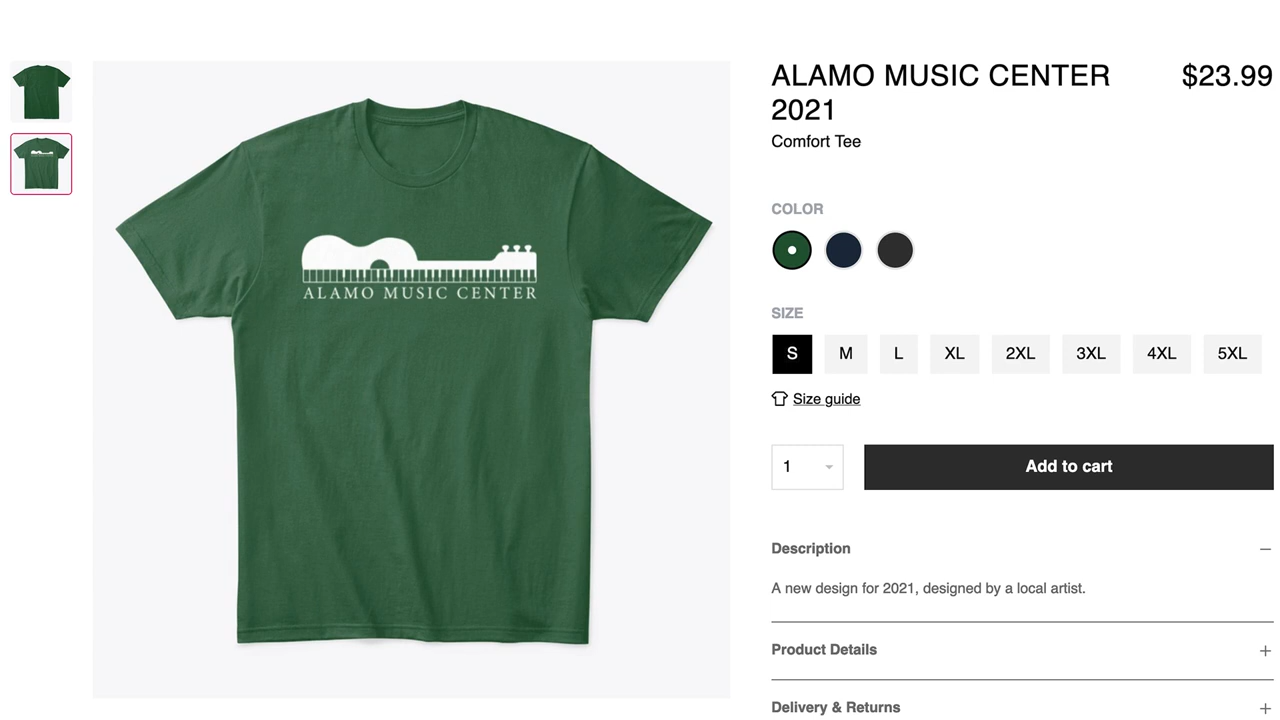 ALAMO MUSIC CENTER
ALAMO MUSIC CENTER
2021
$23.99
Comfort Tee
COLOR
SIZE
S M L XL 2XL 3XL 4XL 5XL
Size guide
1
Add to cart
Description
A new design for 2021, designed by a local artist.
Product Details
Delivery & Returns